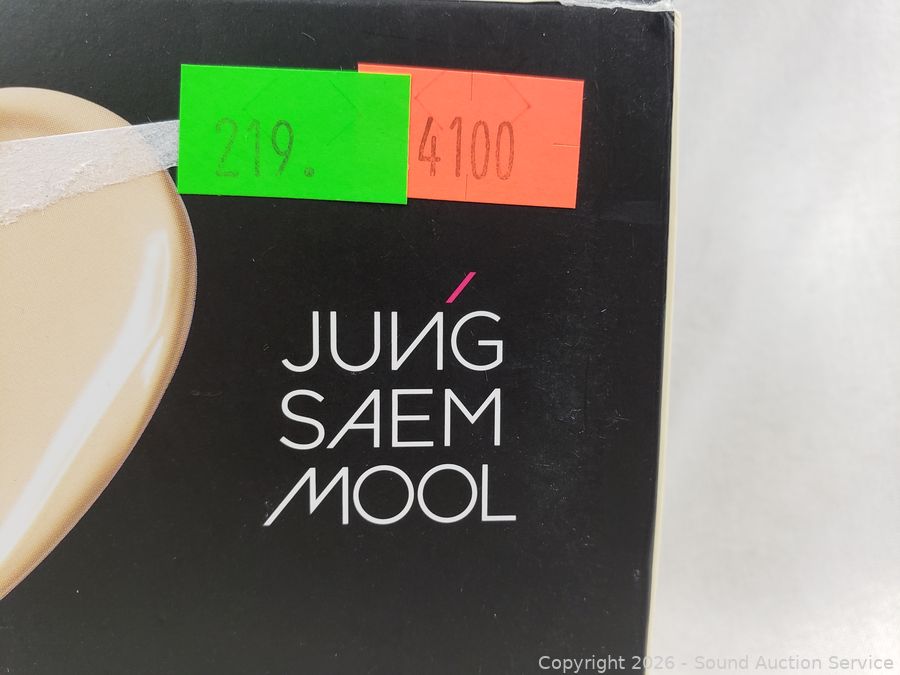 219. 4100
JUNG
SAEM
MOOL
Copyright 2026 - Sound Auction Service